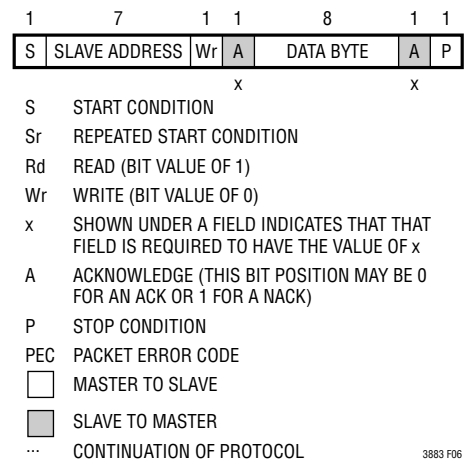 1 7 1 1 8 1 1
S SLAVE ADDRESS Wr A DATA BYTE A P
x x
S START CONDITION
Sr REPEATED START CONDITION
Rd READ (BIT VALUE OF 1)
Wr WRITE (BIT VALUE OF 0)
x SHOWN UNDER A FIELD INDICATES THAT THAT
FIELD IS REQUIRED TO HAVE THE VALUE OF x
A ACKNOWLEDGE (THIS BIT POSITION MAY BE 0
FOR AN ACK OR 1 FOR A NACK)
P STOP CONDITION
PEC PACKET ERROR CODE
MASTER TO SLAVE
SLAVE TO MASTER
... CONTINUATION OF PROTOCOL 3883 F06